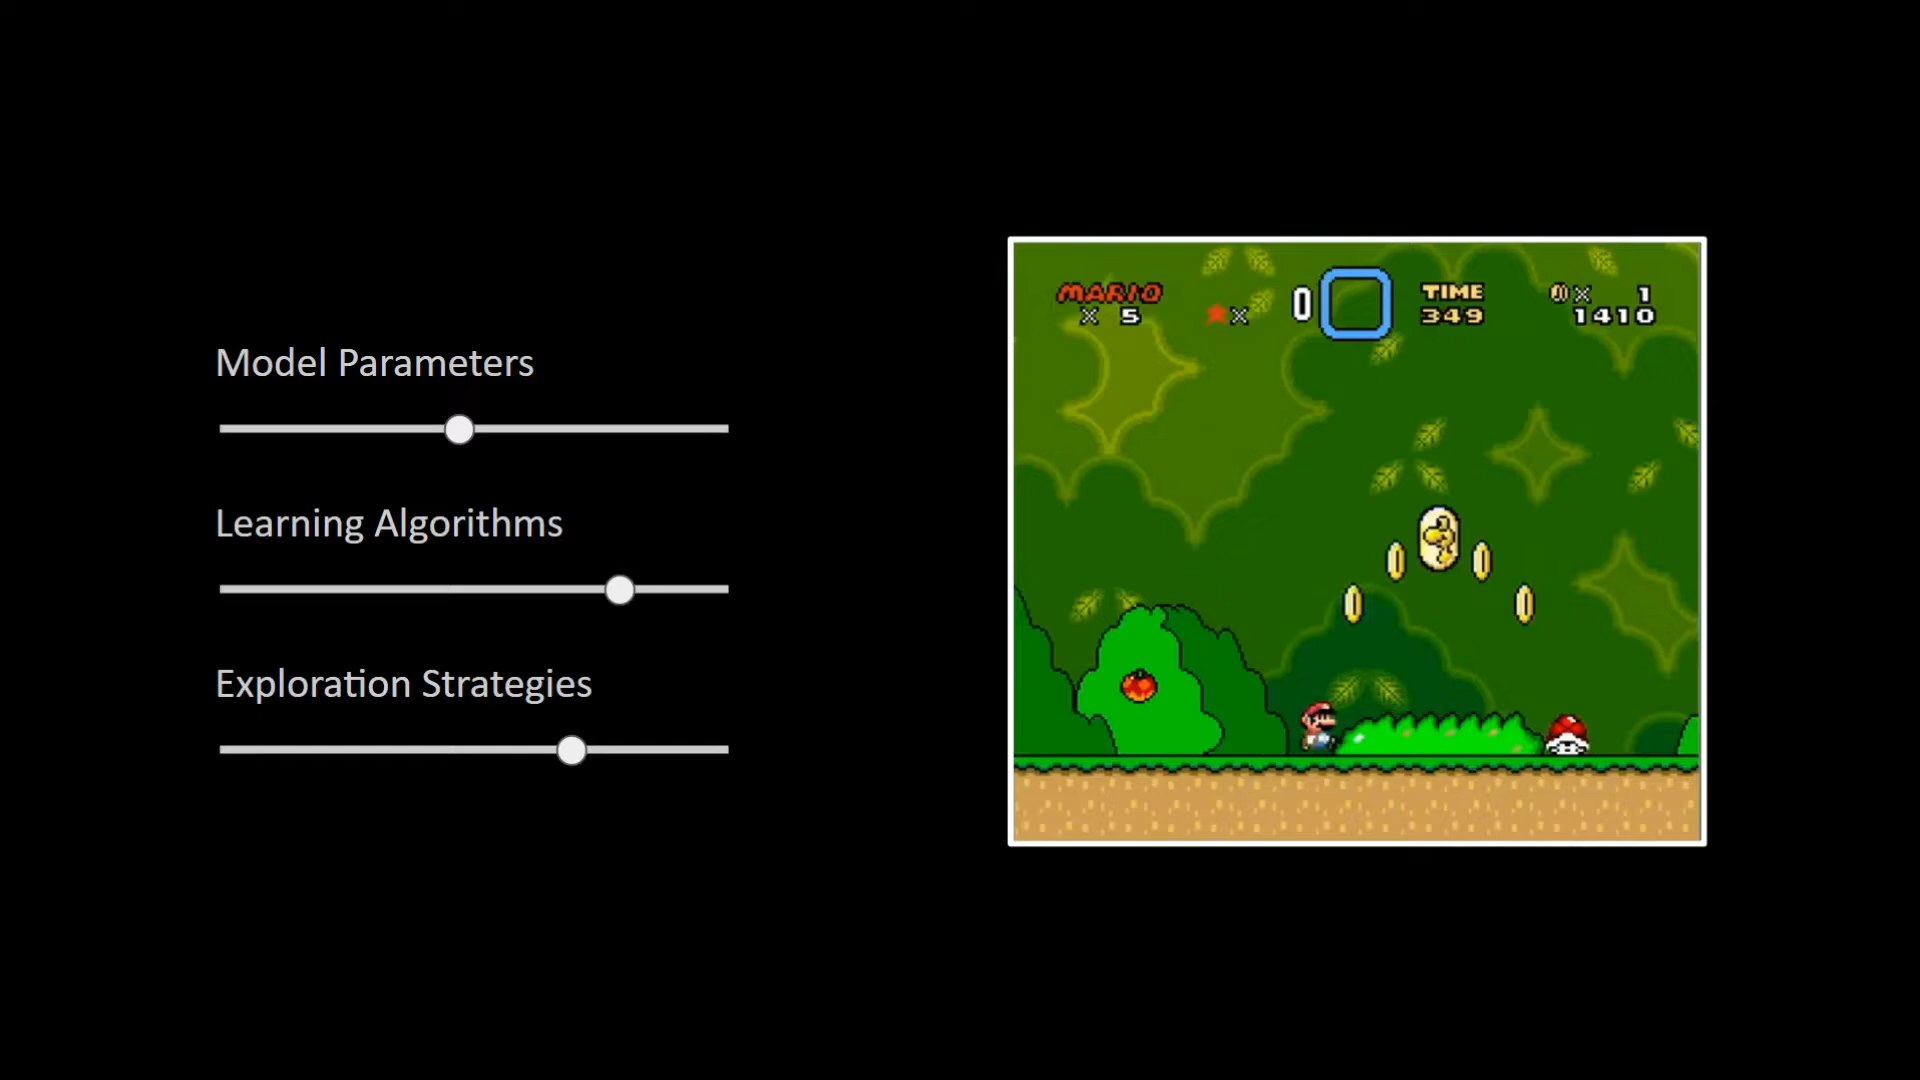 Model Parameters
Learning Algorithms
Exploration Strategies
MARIO
× 5
★×
0
TIME
349
× 1
1410